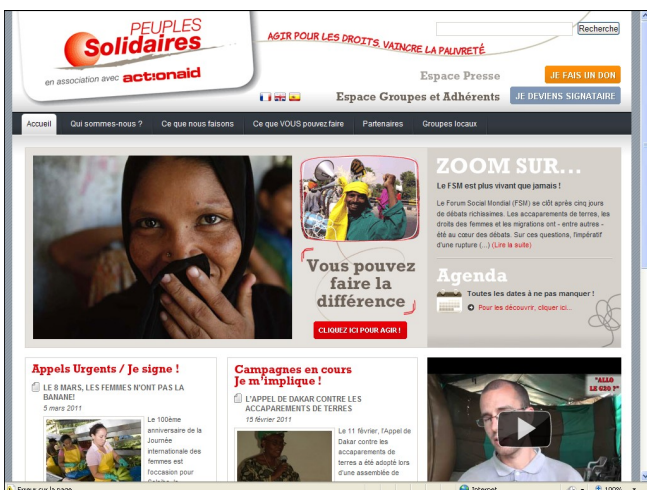 PEUPLES
Solidaires
en association avec act:onaid
AGIR POUR LES DROITS, VAINCRE LA PAUVRETÉ
Recherche
Espace Presse
JE FAIS UN DON
Espace Groupes et Adhérents
JE DEVIENS SIGNATAIRE
Accueil
Qui sommes-nous ?
Ce que nous faisons
Ce que VOUS pouvez faire
Partenaires
Groupes locaux
Vous pouvez
faire la
différence
CLIQUEZ ICI POUR AGIR !
ZOOM SUR...
Le FSM est plus vivant que jamais !
Le Forum Social Mondial (FSM) se clôt après cinq jours
de débats richissimes. Les accaparements de terres, les
droits des femmes et les migrations ont - entre autres -
été au cœur des débats. Sur ces questions, l'impératif
d'une rupture (...) (Lire la suite)
Agenda
Toutes les dates à ne pas manquer !
Pour les découvrir, cliquer ici...
Appels Urgents / Je signe !
LE 8 MARS, LES FEMMES N'ONT PAS LA
BANANE!
5 mars 2011
Le 100ème
anniversaire de la
Journée
internationale des
femmes est
l'occasion pour
Campagnes en cours
Je m'implique !
L'APPEL DE DAKAR CONTRE LES
ACCAPAREMENTS DE TERRES
15 février 2011
Le 11 février, l'Appel de
Dakar contre les
accaparements de
terres a été adopté lors
d'une assemblée de
"ALLO
LE GEO ?"
Erreur sur la page
Internet
100%